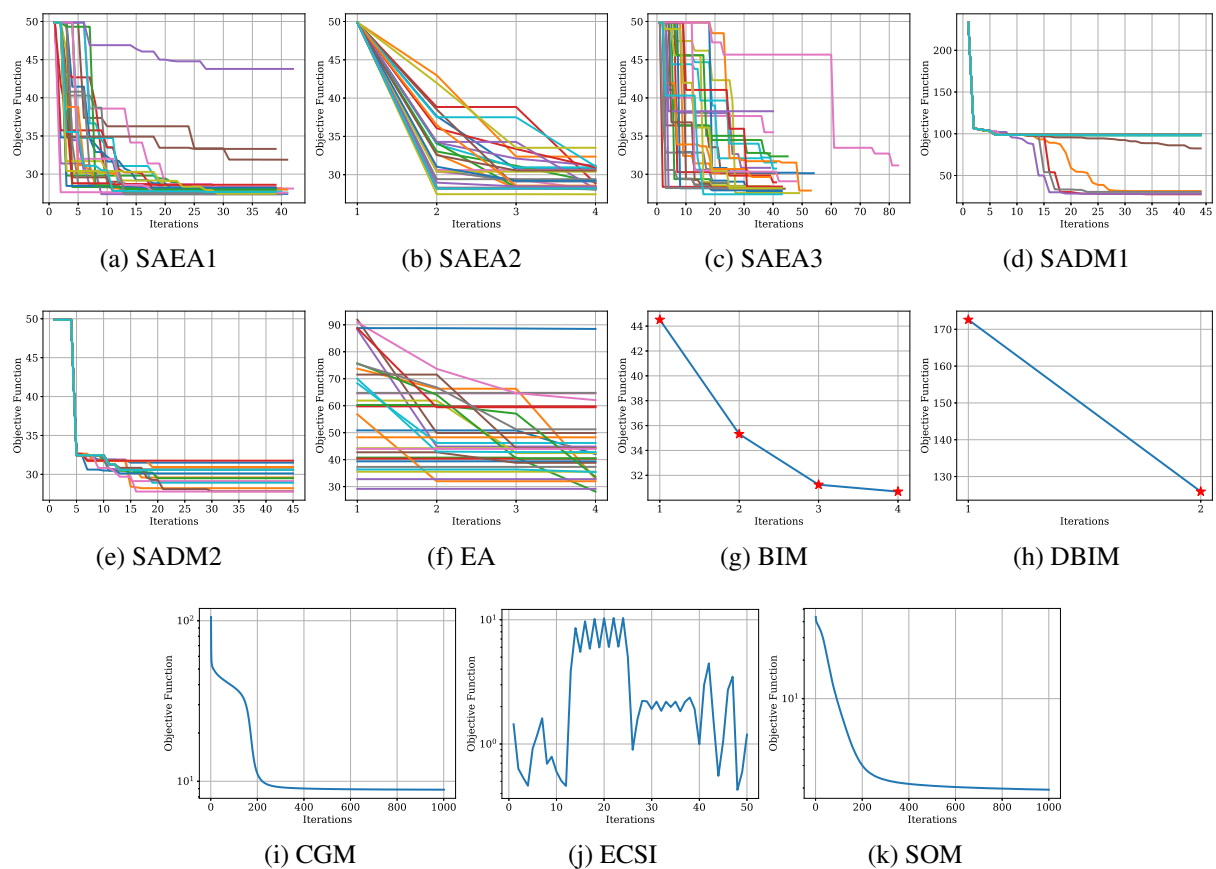 50
45
40
35
30
Objective Function
0 5 10 15 20 25 30 35 40 45
Iterations
(a) SAEA1
50
45
40
35
30
Objective Function
1 2 3 4
Iterations
(b) SAEA2
50
45
40
35
30
Objective Function
0 10 20 30 40 50 60 70 80 90
Iterations
(c) SAEA3
200
150
100
50
Objective Function
0 5 10 15 20 25 30 35 40 45
Iterations
(d) SADM1
50
45
40
35
30
Objective Function
0 5 10 15 20 25 30 35 40 45
Iterations
(e) SADM2
90
80
70
60
50
40
30
Objective Function
1 2 3 4
Iterations
(f) EA
44
42
40
38
36
34
32
Objective Function
1 2 3 4
Iterations
(g) BIM
170
160
150
140
130
Objective Function
1 2
Iterations
(h) DBIM
10²
10¹
Objective Function
0 200 400 600 800 1000
Iterations
(i) CGM
10¹
10⁰
Objective Function
0 10 20 30 40 50
Iterations
(j) ECSI
10¹
Objective Function
0 200 400 600 800 1000
Iterations
(k) SOM